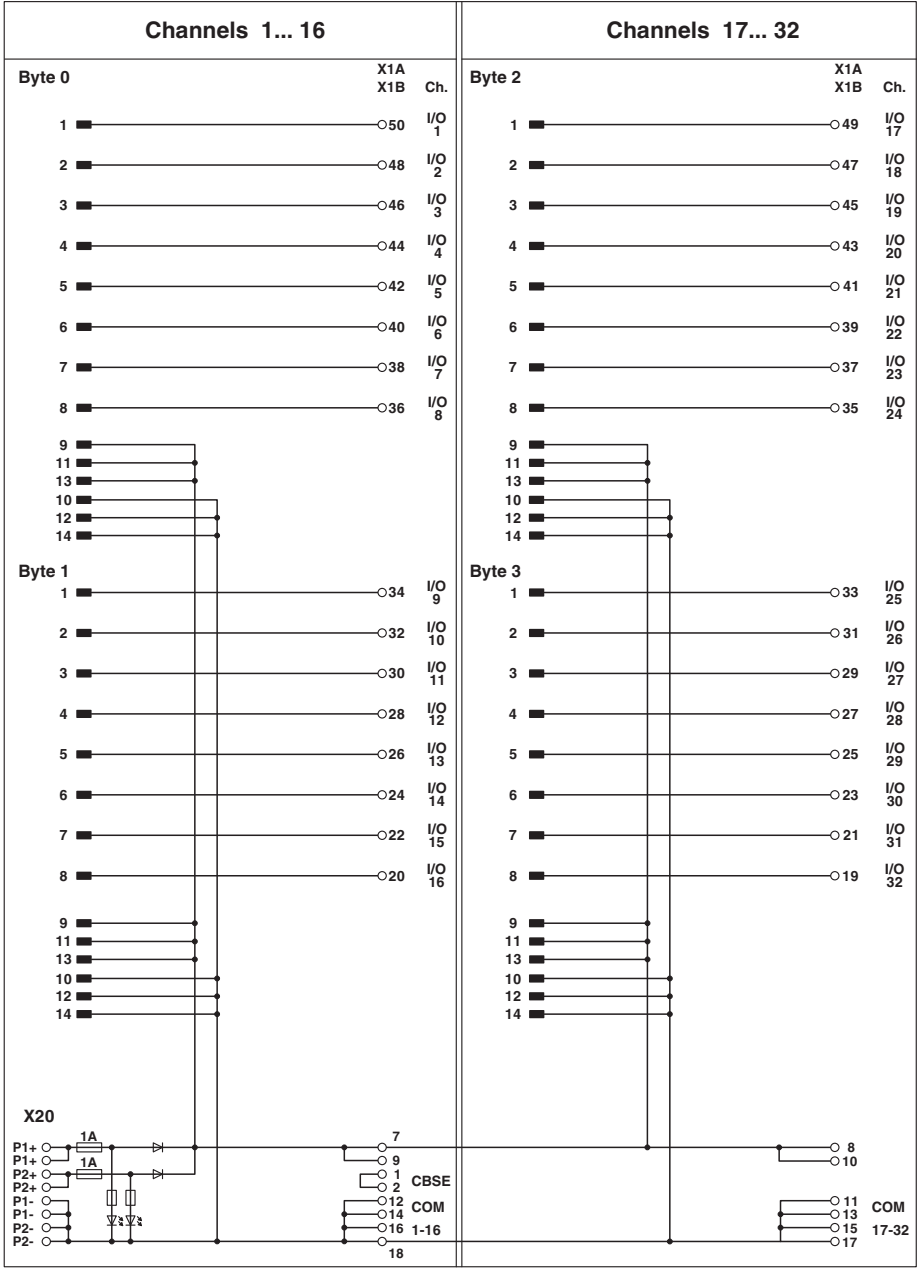 Channels 1... 16
Byte 0
X1A
X1B Ch.
1 50 I/O 1
2 48 I/O 2
3 46 I/O 3
4 44 I/O 4
5 42 I/O 5
6 40 I/O 6
7 38 I/O 7
8 36 I/O 8
9
11
13
10
12
14
Byte 1
1 34 I/O 9
2 32 I/O 10
3 30 I/O 11
4 28 I/O 12
5 26 I/O 13
6 24 I/O 14
7 22 I/O 15
8 20 I/O 16
9
11
13
10
12
14
X20
P1+ 1A 7
P1+ 9
P2+ 1A 1
P2+ 2 CBSE
P1- 12
P1- 14 COM
P2- 16 1-16
P2- 18
Channels 17... 32
Byte 2
X1A
X1B Ch.
1 49 I/O 17
2 47 I/O 18
3 45 I/O 19
4 43 I/O 20
5 41 I/O 21
6 39 I/O 22
7 37 I/O 23
8 35 I/O 24
9
11
13
10
12
14
Byte 3
1 33 I/O 25
2 31 I/O 26
3 29 I/O 27
4 27 I/O 28
5 25 I/O 29
6 23 I/O 30
7 21 I/O 31
8 19 I/O 32
9
11
13
10
12
14
8
10
11
13 COM
15 17-32
17